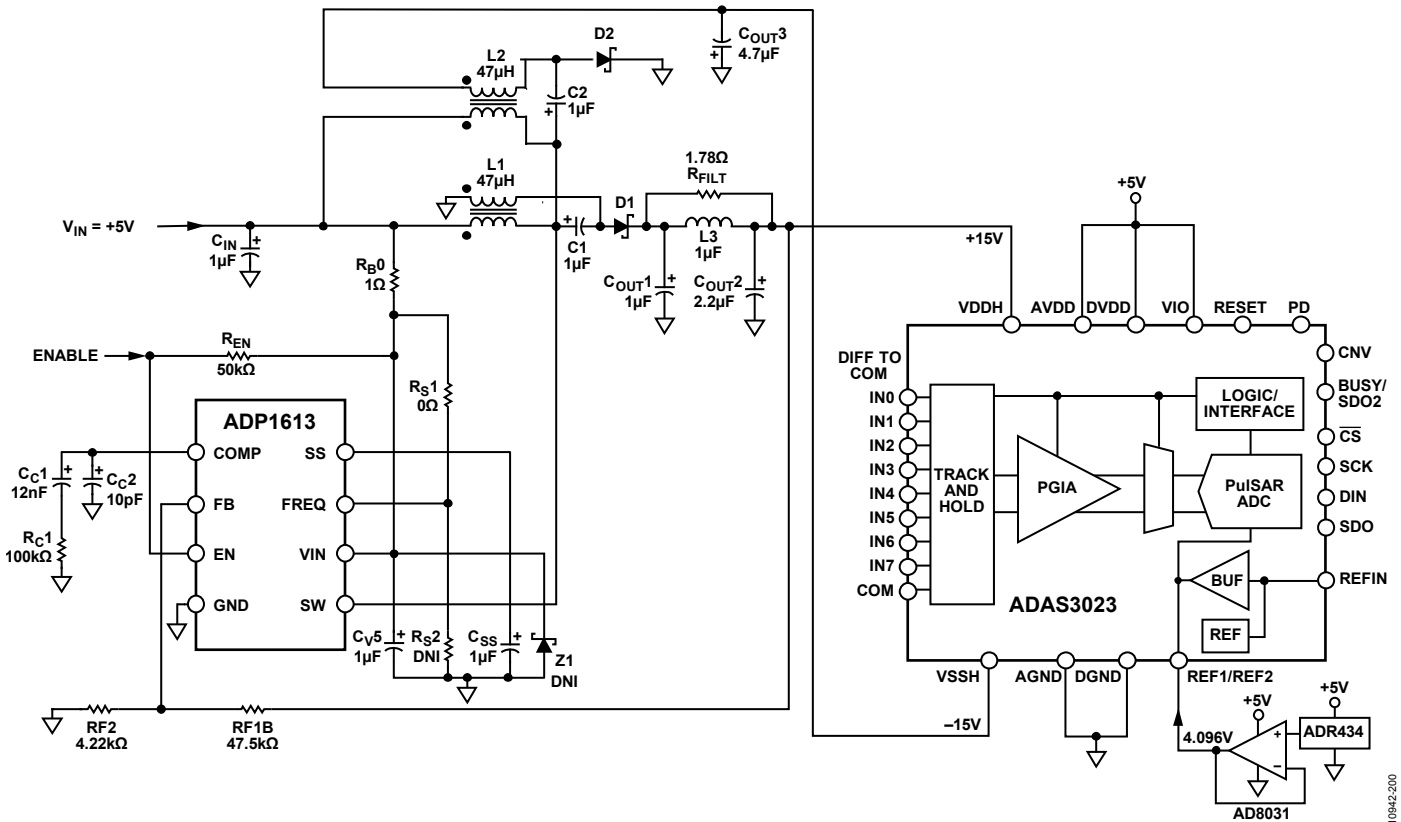 L2
47µH
D2
COUT3
4.7µF
C2
1µF
L1
47µH
1.78Ω
RFILT
D1
VIN = +5V
CIN
1µF
C1
1µF
L3
1µF
COUT1
1µF
COUT2
2.2µF
RB0
1Ω
+15V
+5V
VDDH
AVDD
DVDD
VIO
RESET
PD
ENABLE
REN
50kΩ
RS1
0Ω
DIFF TO
COM
IN0
IN1
IN2
IN3
IN4
IN5
IN6
IN7
COM
TRACK
AND
HOLD
PGIA
LOGIC/
INTERFACE
PulSAR
ADC
BUF
REF
ADAS3023
CNV
BUSY/
SDO2
CS
SCK
DIN
SDO
REFIN
ADP1613
COMP
FB
EN
GND
SS
FREQ
VIN
SW
CC1
12nF
CC2
10pF
RC1
100kΩ
CV5
1µF
RS2
DNI
CSS
1µF
Z1
DNI
RF2
4.22kΩ
RF1B
47.5kΩ
VSSH
AGND
DGND
REF1/REF2
–15V
4.096V
+5V
+5V
ADR434
AD8031
10942-200